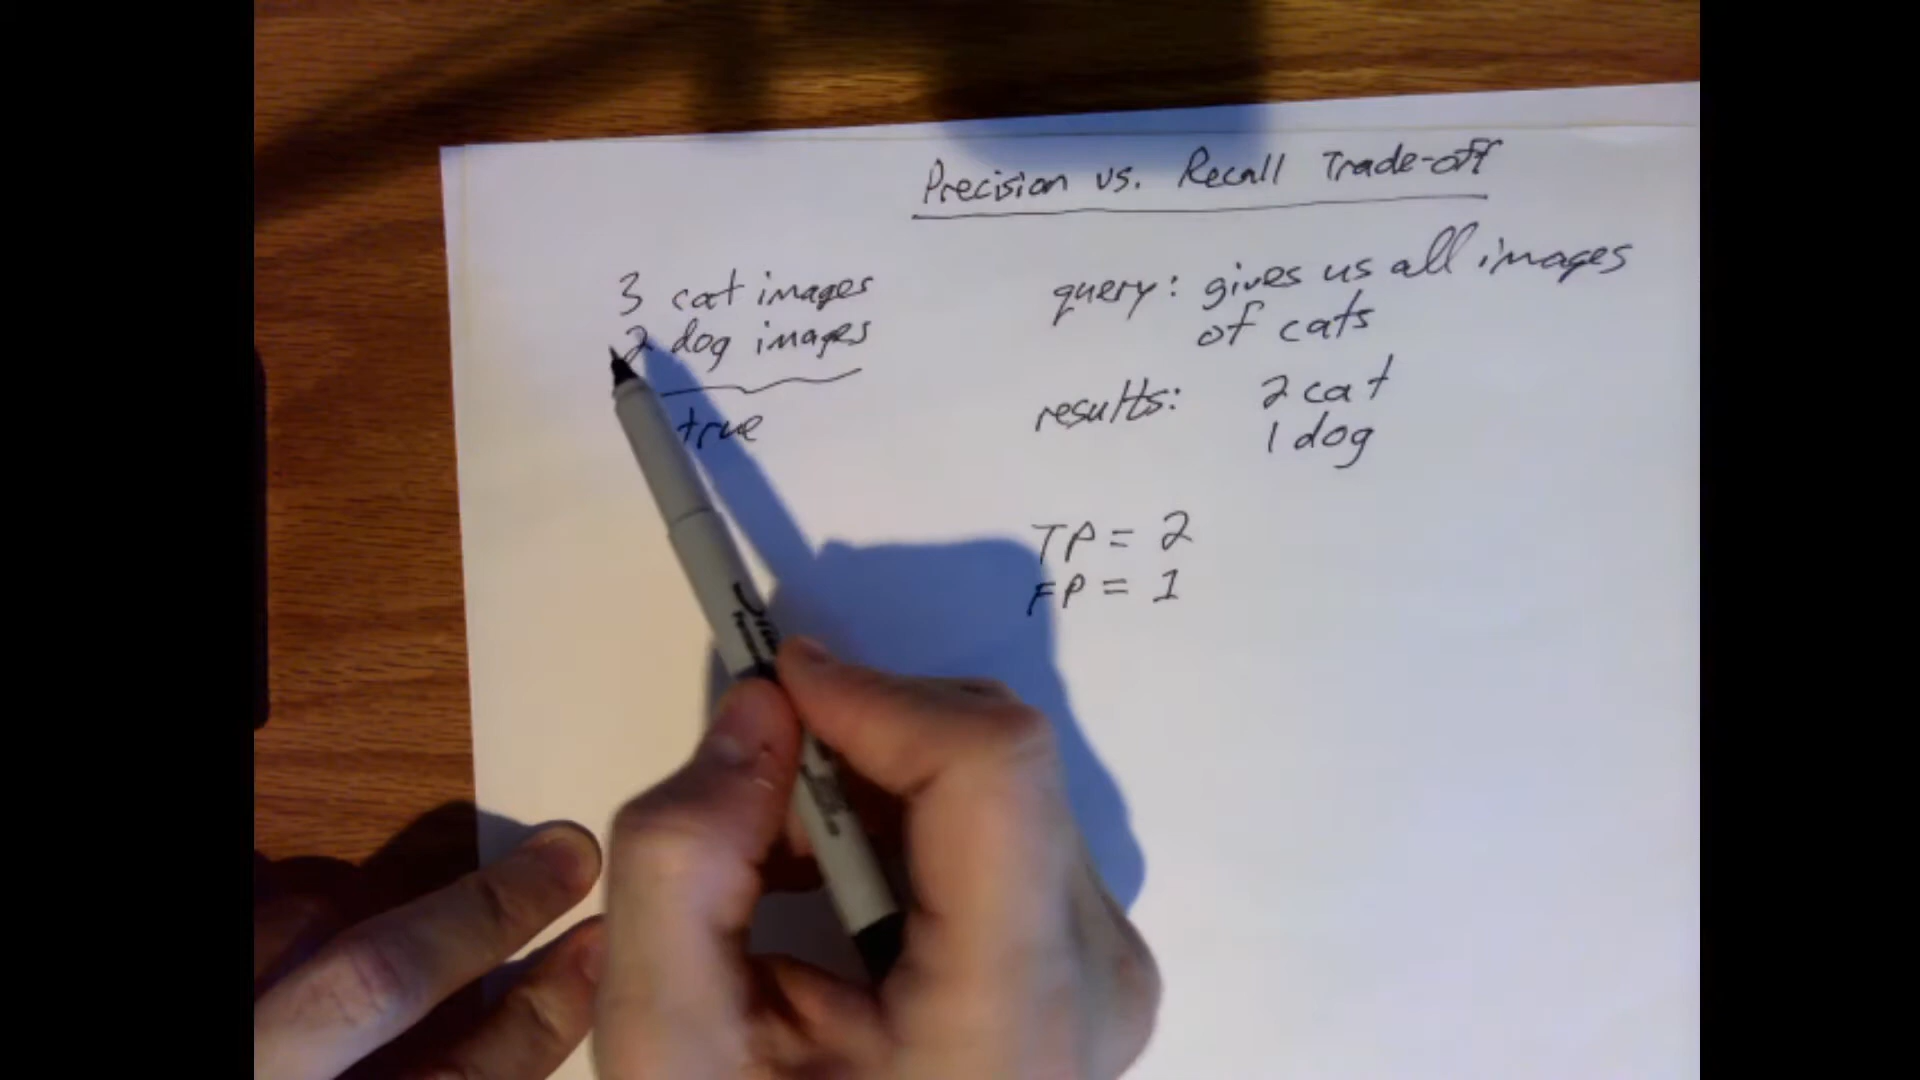 Precision vs. Recall Trade-off
3 cat images
2 dog images
true
query: gives us all images
of cats
results: 2 cat
1 dog
TP = 2
FP = 1